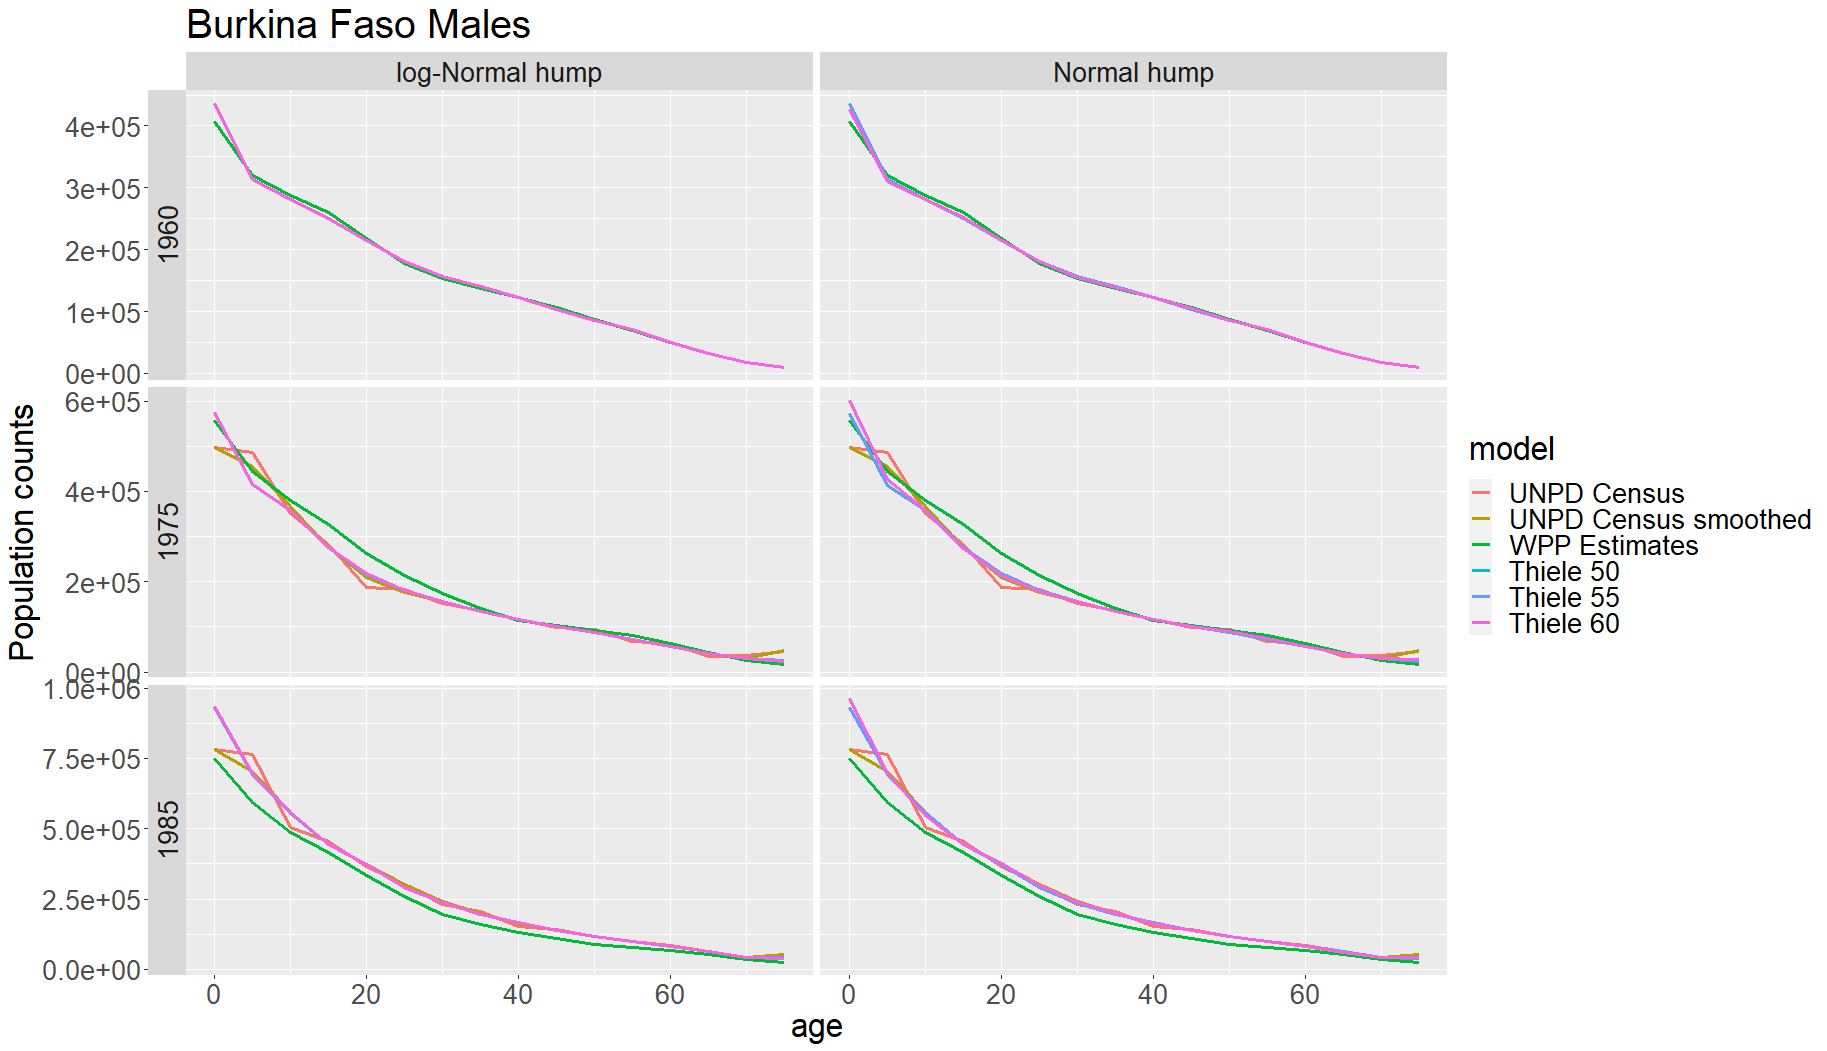 Burkina Faso Males
log-Normal hump
Normal hump
4e+05
3e+05
2e+05
1e+05
0e+00
1960
6e+05
4e+05
2e+05
0e+00
1975
1.0e+06
7.5e+05
5.0e+05
2.5e+05
0.0e+00
1985
Population counts
0 20 40 60
0 20 40 60
age
model
UNPD Census
UNPD Census smoothed
WPP Estimates
Thiele 50
Thiele 55
Thiele 60